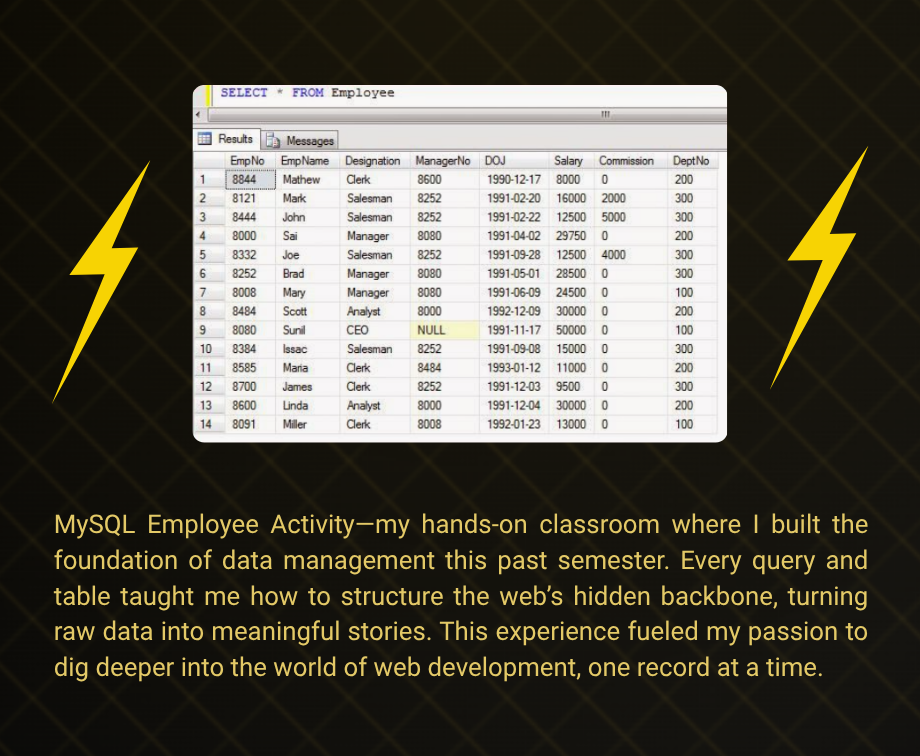 SELECT * FROM Employee
Results Messages
EmpNo EmpName Designation ManagerNo DOJ Salary Commission DeptNo
1 8844 Mathew Clerk 8600 1990-12-17 8000 0 200
2 8121 Mark Salesman 8252 1991-02-20 16000 2000 300
3 8444 John Salesman 8252 1991-02-22 12500 5000 300
4 8000 Sai Manager 8080 1991-04-02 29750 0 200
5 8332 Joe Salesman 8252 1991-09-28 12500 4000 300
6 8252 Brad Manager 8080 1991-05-01 28500 0 300
7 8008 Mary Manager 8080 1991-06-09 24500 0 100
8 8484 Scott Analyst 8000 1992-12-09 30000 0 200
9 8080 Sunil CEO NULL 1991-11-17 50000 0 100
10 8384 Issac Salesman 8252 1991-09-08 15000 0 300
11 8585 Maria Clerk 8484 1993-01-12 11000 0 200
12 8700 James Clerk 8252 1991-12-03 9500 0 300
13 8600 Linda Analyst 8000 1991-12-04 30000 0 200
14 8091 Miller Clerk 8008 1992-01-23 13000 0 100
MySQL Employee Activity—my hands-on classroom where I built the
foundation of data management this past semester. Every query and
table taught me how to structure the web’s hidden backbone, turning
raw data into meaningful stories. This experience fueled my passion to
dig deeper into the world of web development, one record at a time.